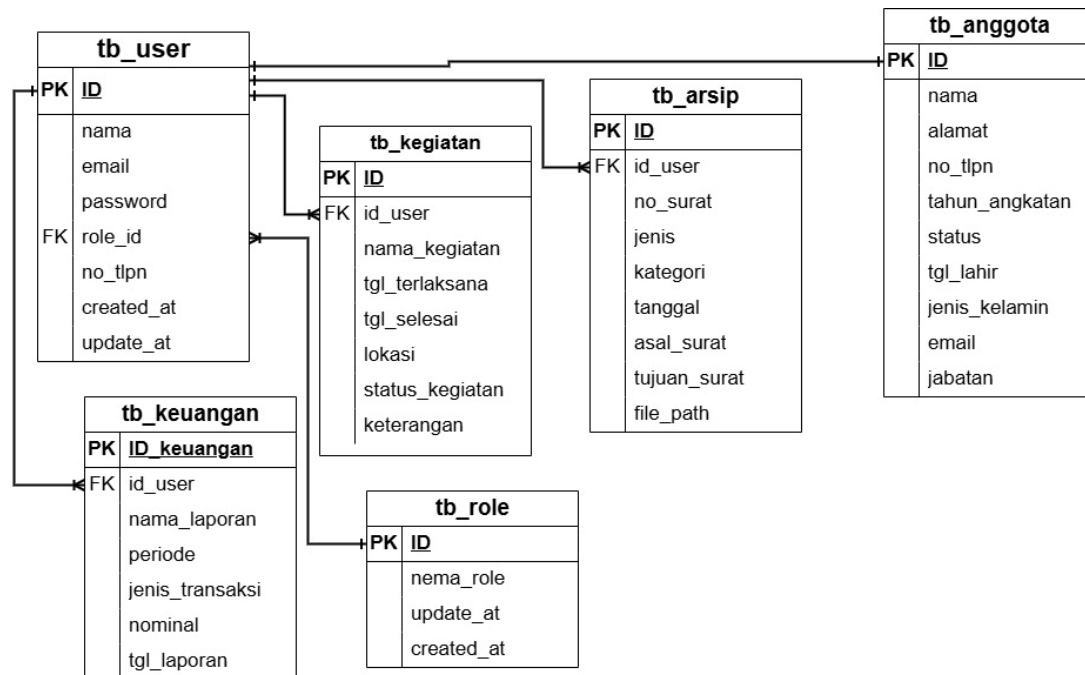 tb_user
PK ID
nama
email
password
FK role_id
no_tlpn
created_at
update_at
tb_kegiatan
PK ID
FK id_user
nama_kegiatan
tgl_terlaksana
tgl_selesai
lokasi
status_kegiatan
keterangan
tb_arsip
PK ID
FK id_user
no_surat
jenis
kategori
tanggal
asal_surat
tujuan_surat
file_path
tb_anggota
PK ID
nama
alamat
no_tlpn
tahun_angkatan
status
tgl_lahir
jenis_kelamin
email
jabatan
tb_keuangan
PK ID_keuangan
FK id_user
nama_laporan
periode
jenis_transaksi
nominal
tgl_laporan
tb_role
PK ID
nema_role
update_at
created_at